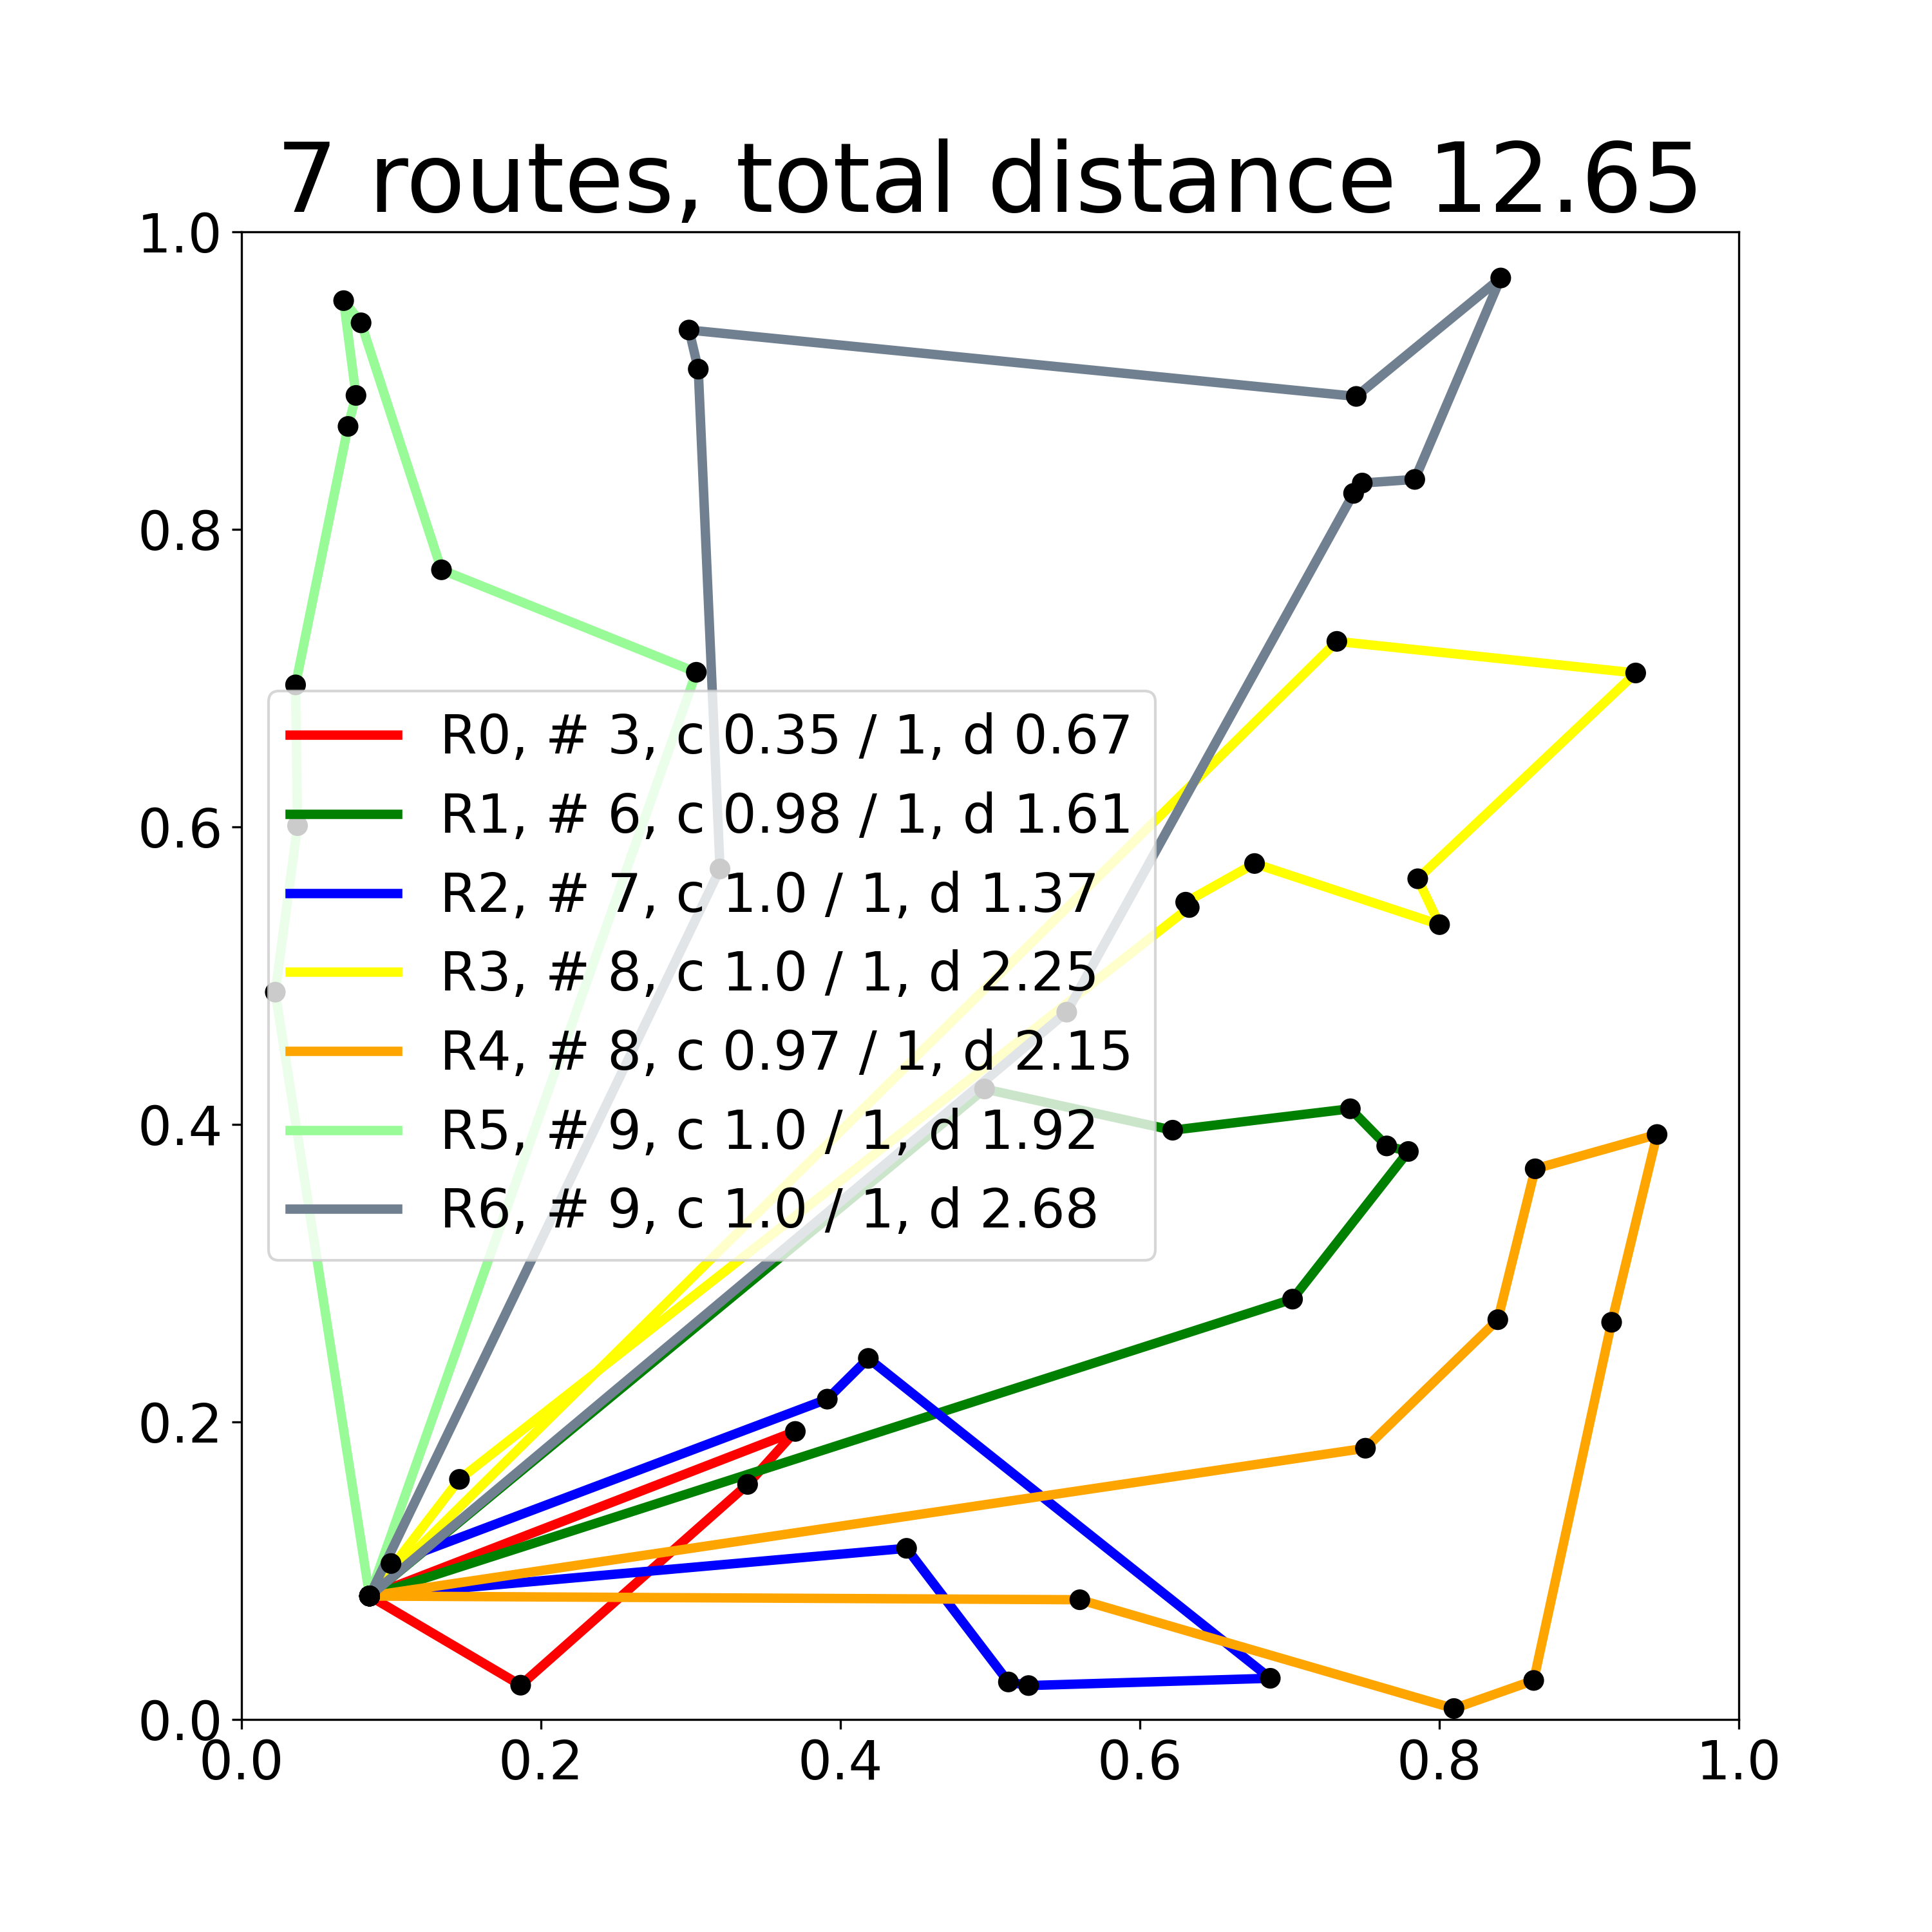 7 routes, total distance 12.65
1.0
0.8
0.6
0.4
0.2
0.0
R0, # 3, c 0.35 / 1, d 0.67
R1, # 6, c 0.98 / 1, d 1.61
R2, # 7, c 1.0 / 1, d 1.37
R3, # 8, c 1.0 / 1, d 2.25
R4, # 8, c 0.97 / 1, d 2.15
R5, # 9, c 1.0 / 1, d 1.92
R6, # 9, c 1.0 / 1, d 2.68
0.0 0.2 0.4 0.6 0.8 1.0